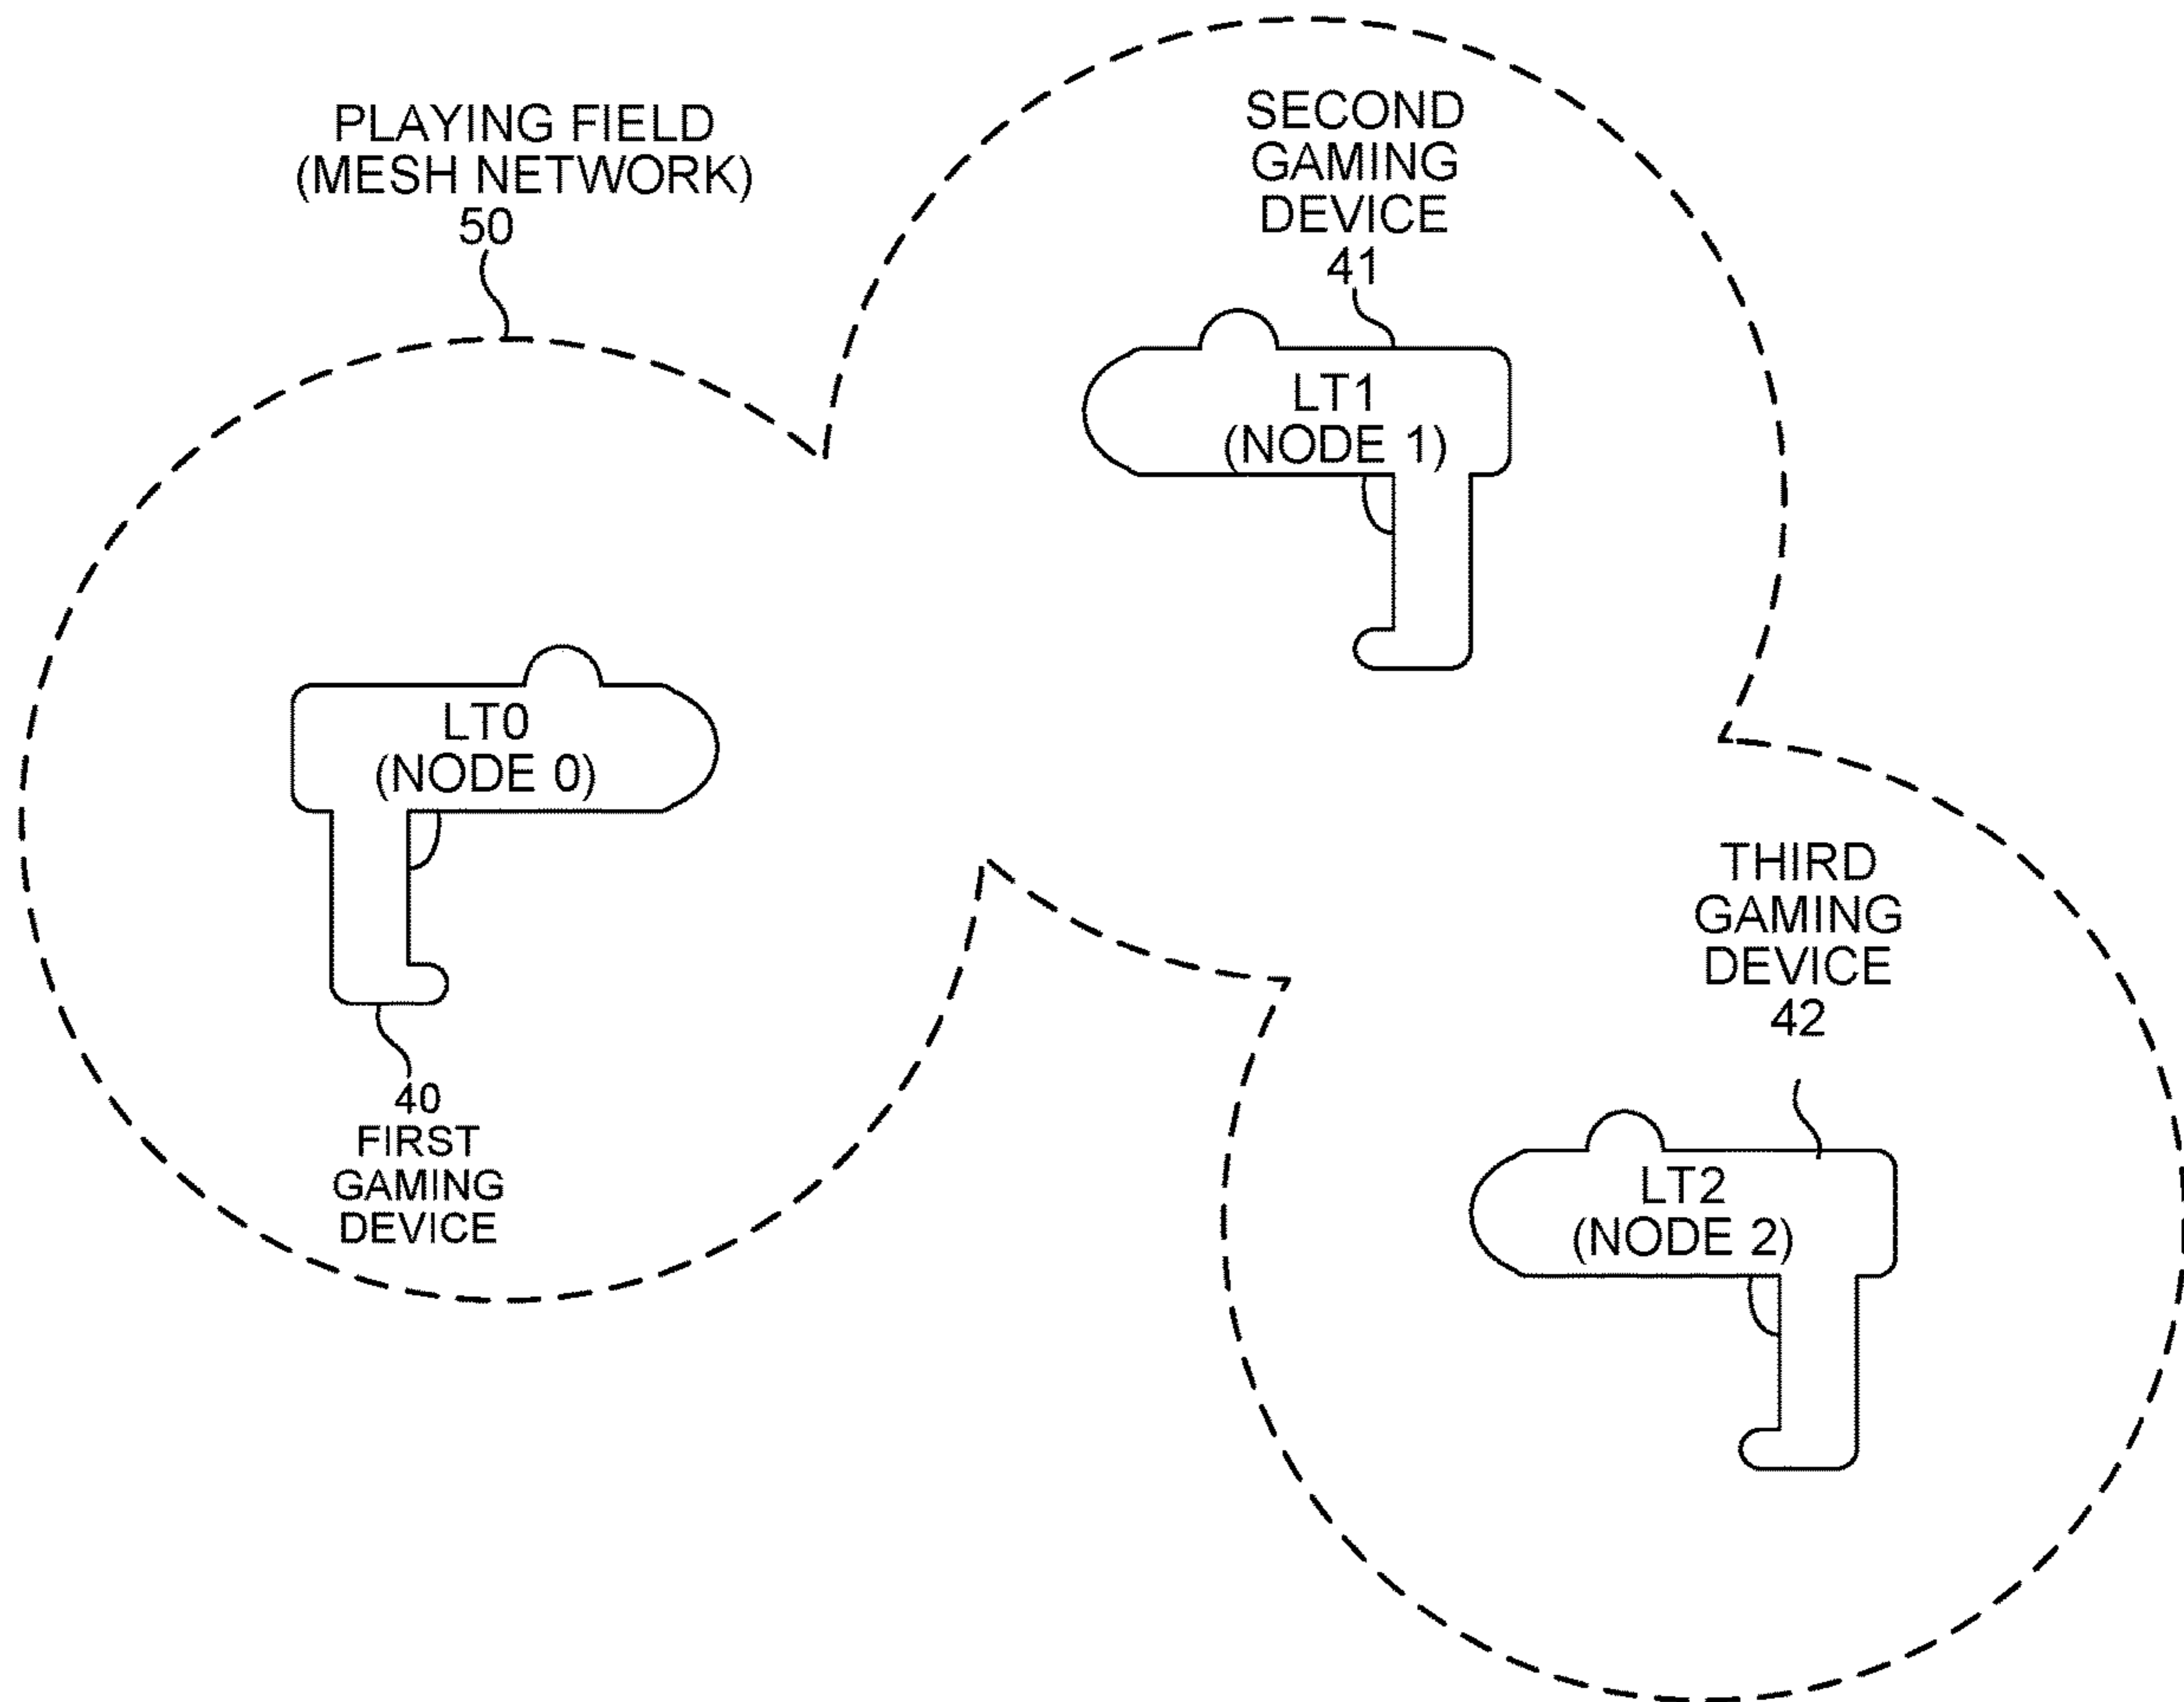 PLAYING FIELD
(MESH NETWORK)
50
SECOND
GAMING
DEVICE
41
LT1
(NODE 1)
LT0
(NODE 0)
40
FIRST
GAMING
DEVICE
THIRD
GAMING
DEVICE
42
LT2
(NODE 2)